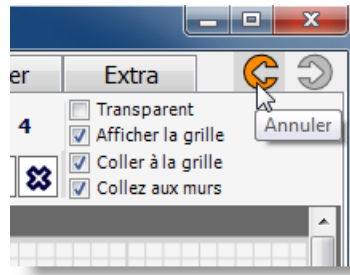 er Extra
Transparent
4 Afficher la grille
Annuler
Coller à la grille
Collez aux murs